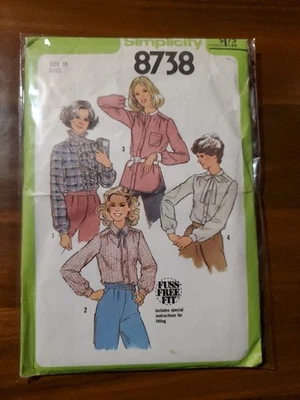 Simplicity
8738
3
1
4
2
FUSS
FREE
FIT
includes special
instructions for
fitting